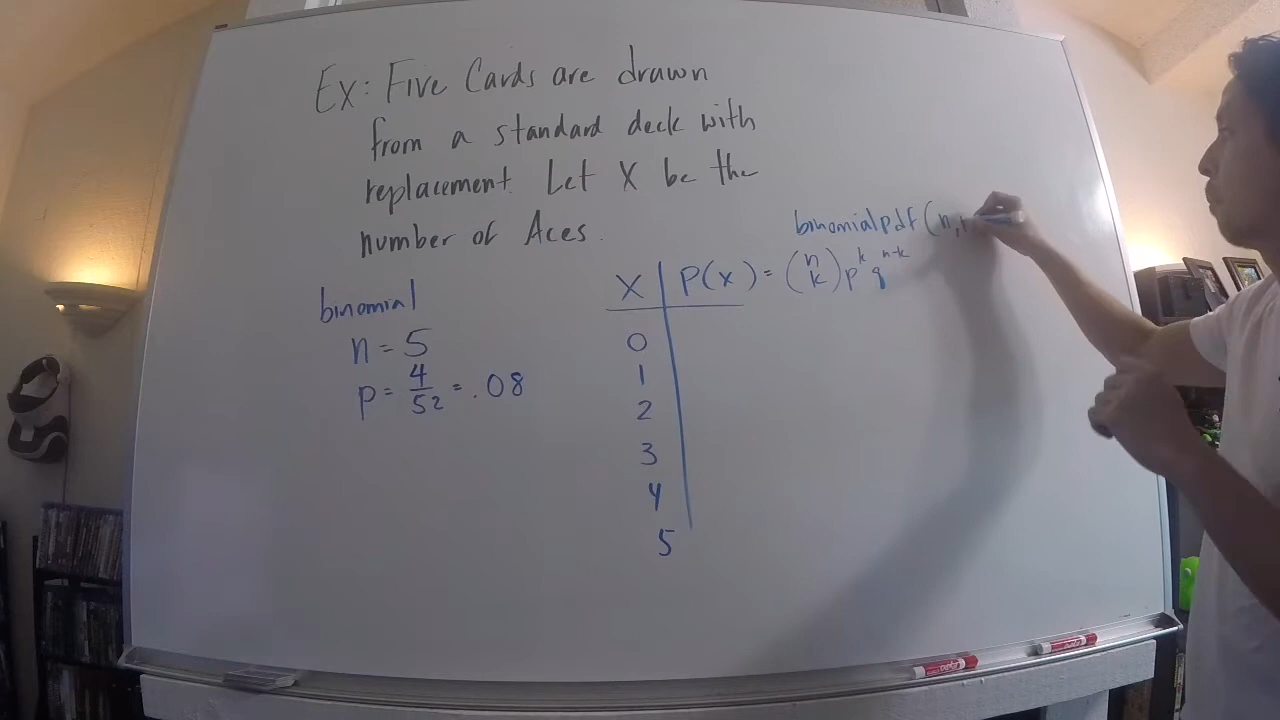 Ex: Five Cards are drawn
from a standard deck with
replacement. Let X be the
number of Aces.
binomial
n = 5
p = 4/52 = .08
binomialpdf(n,
X P(x) = (n k) p^k q^n-k
0
1
2
3
4
5